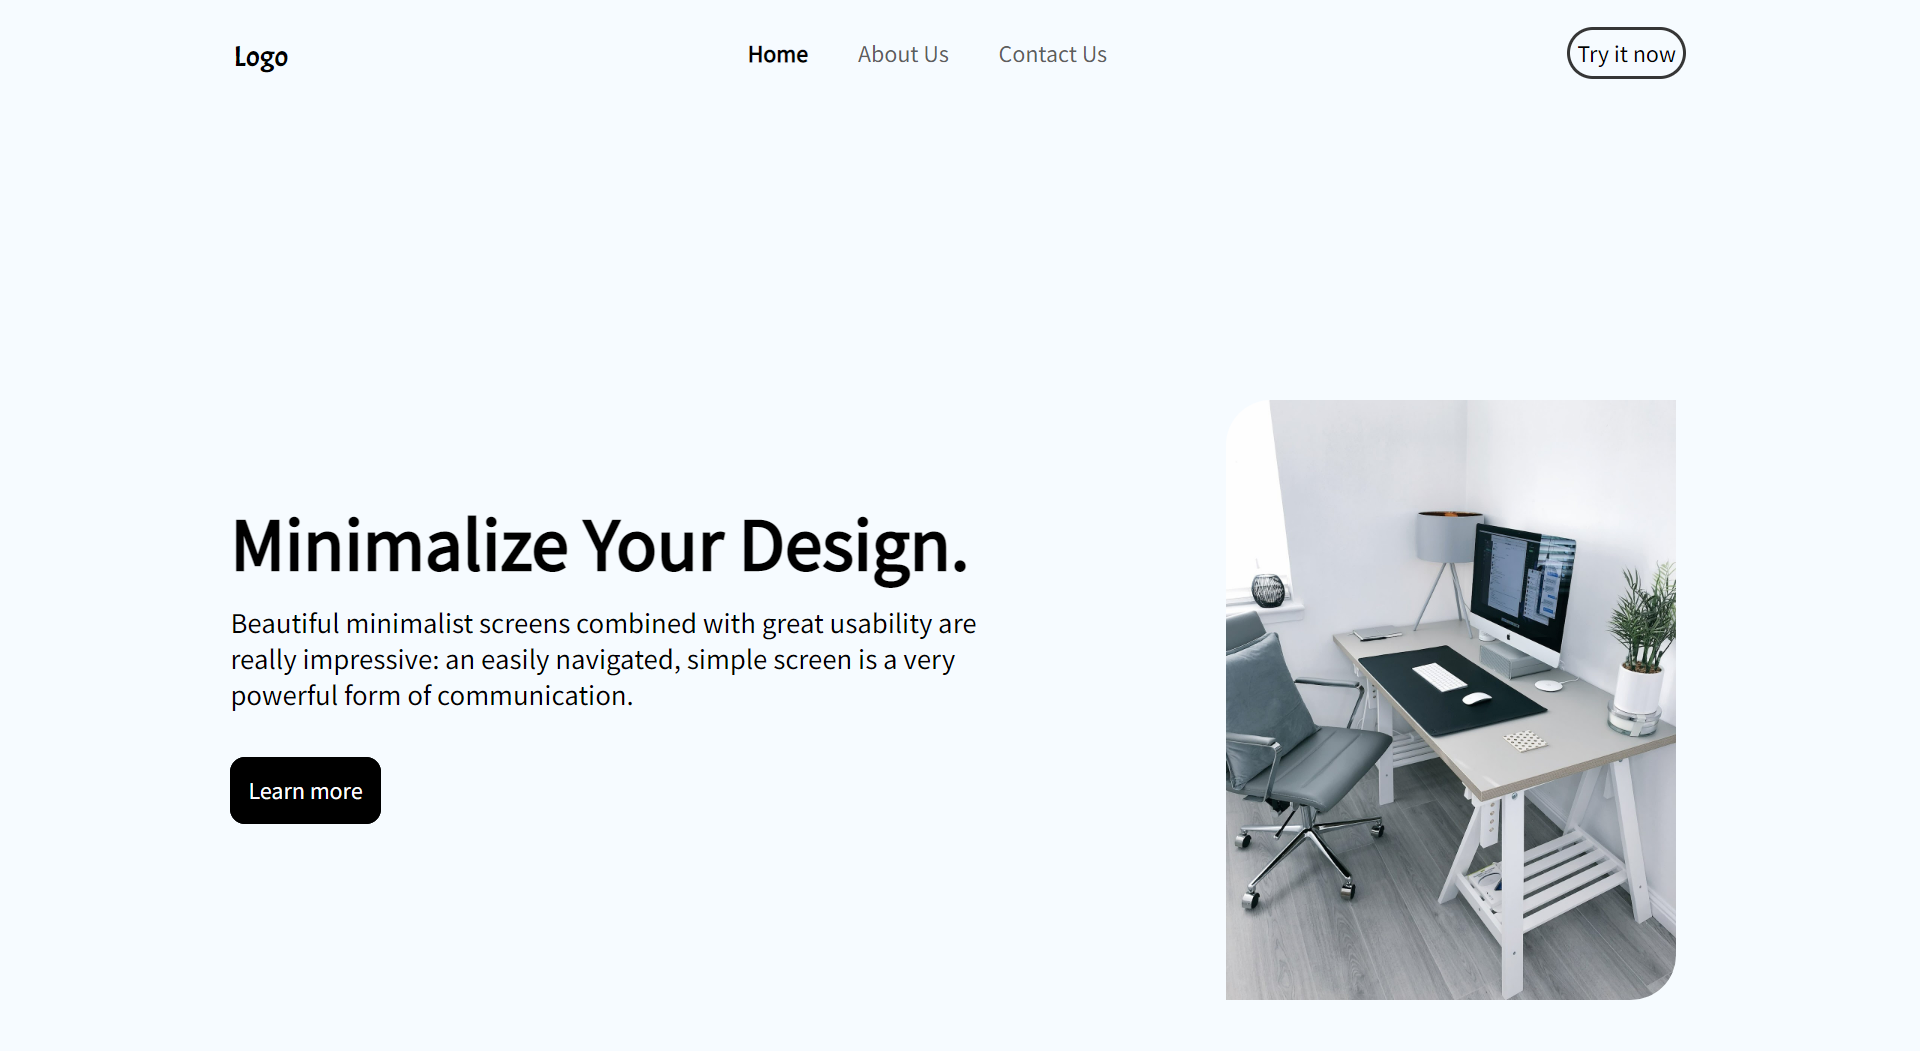 Logo
Home
About Us
Contact Us
Try it now
Minimalize Your Design.
Beautiful minimalist screens combined with great usability are
really impressive: an easily navigated, simple screen is a very
powerful form of communication.
Learn more